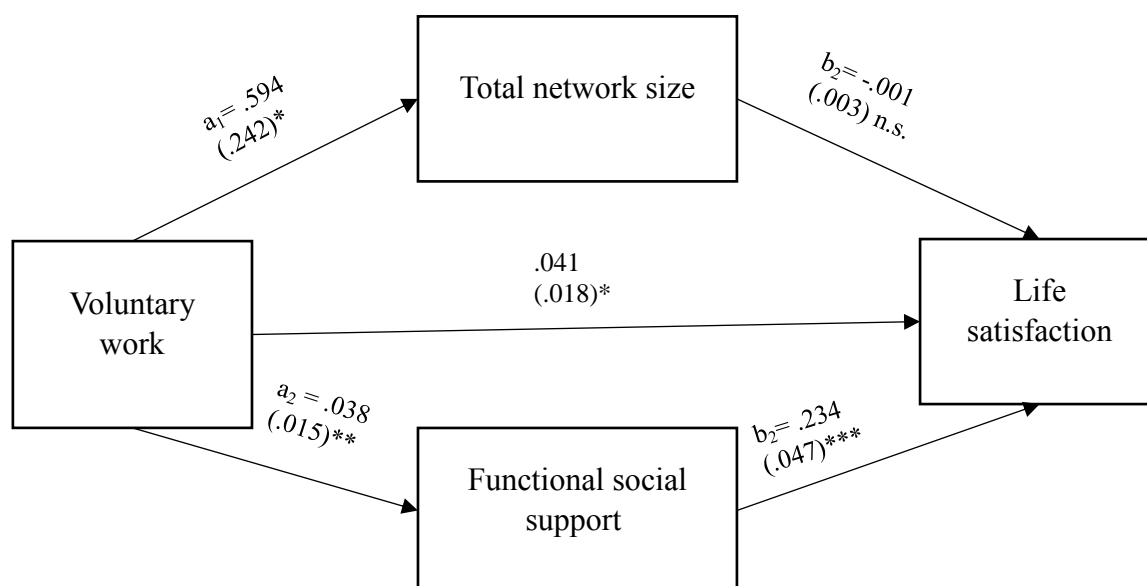 Total network size
a₁= .594
(.242)*
b₂= -.001
(.003) n.s.
Voluntary
work
.041
(.018)*
Life
satisfaction
a₂ = .038
(.015)**
b₂= .234
(.047)***
Functional social
support